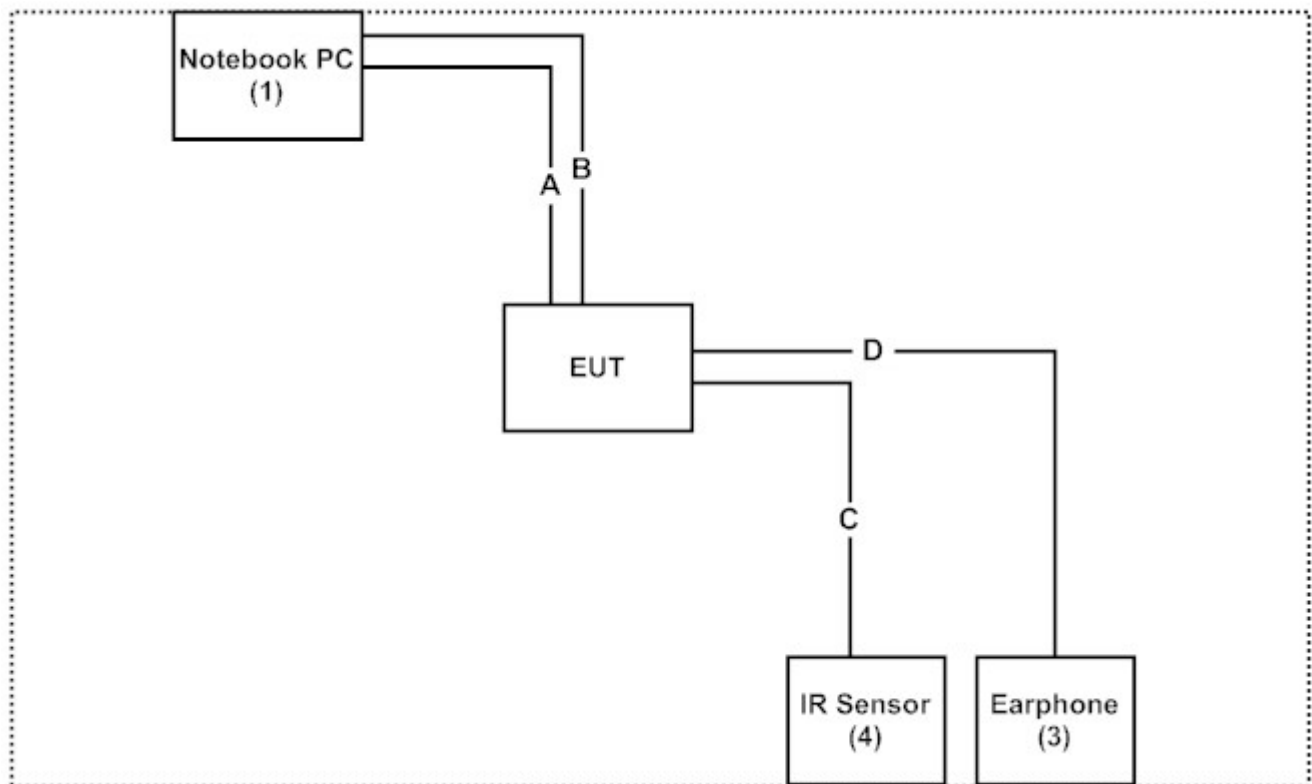 Notebook PC
(1)
B
A
EUT
D
C
IR Sensor
(4)
Earphone
(3)